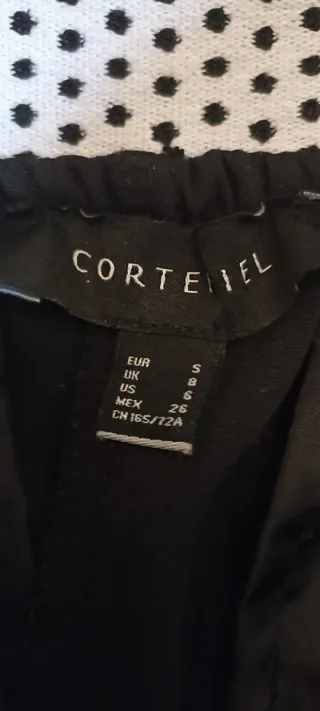 CORTEFIEL
EUR S
UK 8
US 6
MEX 26
CN 165/72A